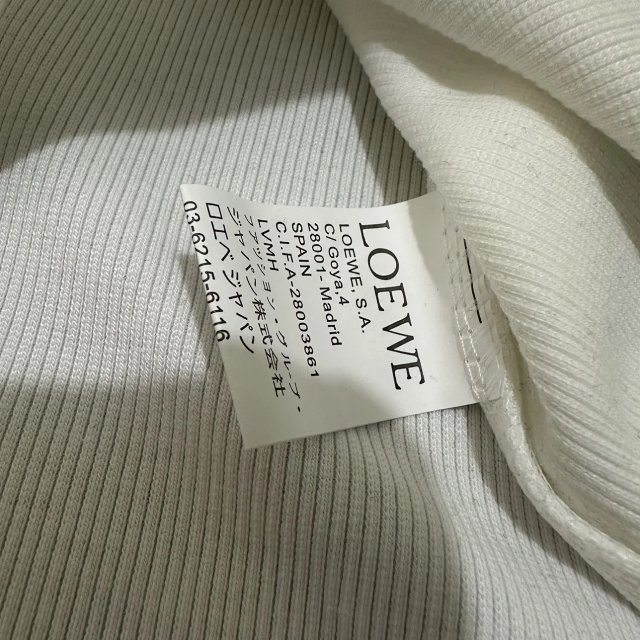 LOEWE
LOEWE, S.A.
C/ Goya, 4
28001- Madrid
SPAIN
C.I.F.A-28003861
LVMH
ファッション・グループ・
ジャパン株式会社
ロエベ ジャパン
03-6215-6116